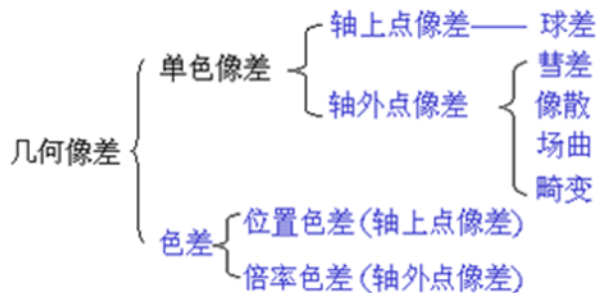 轴上点像差——球差
单色像差
彗差
轴外点像差
像散
场曲
几何像差
畸变
位置色差(轴上点像差)
色差
倍率色差(轴外点像差)